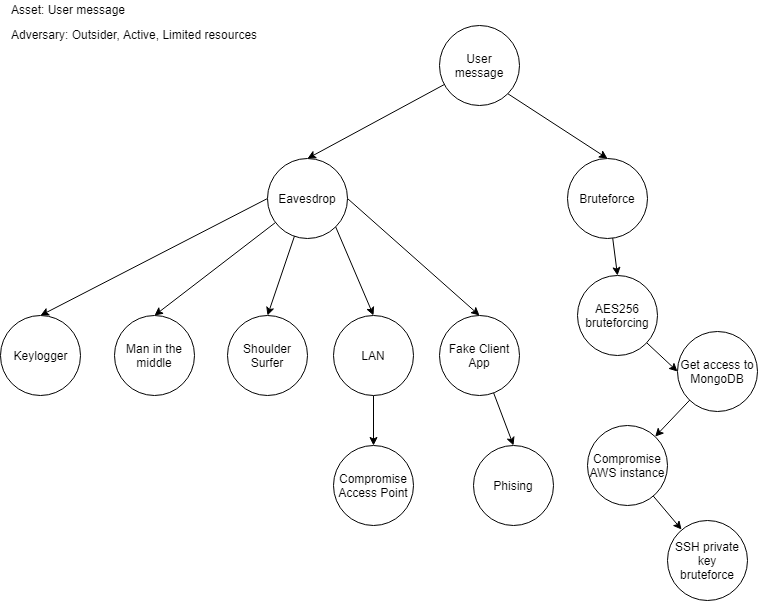 Asset: User message
Adversary: Outsider, Active, Limited resources
User
message
Eavesdrop
Bruteforce
AES256
bruteforcing
Keylogger
Man in the
middle
Shoulder
Surfer
LAN
Fake Client
App
Get access to
MongoDB
Compromise
Access Point
Phising
Compromise
AWS instance
SSH private
key
bruteforce